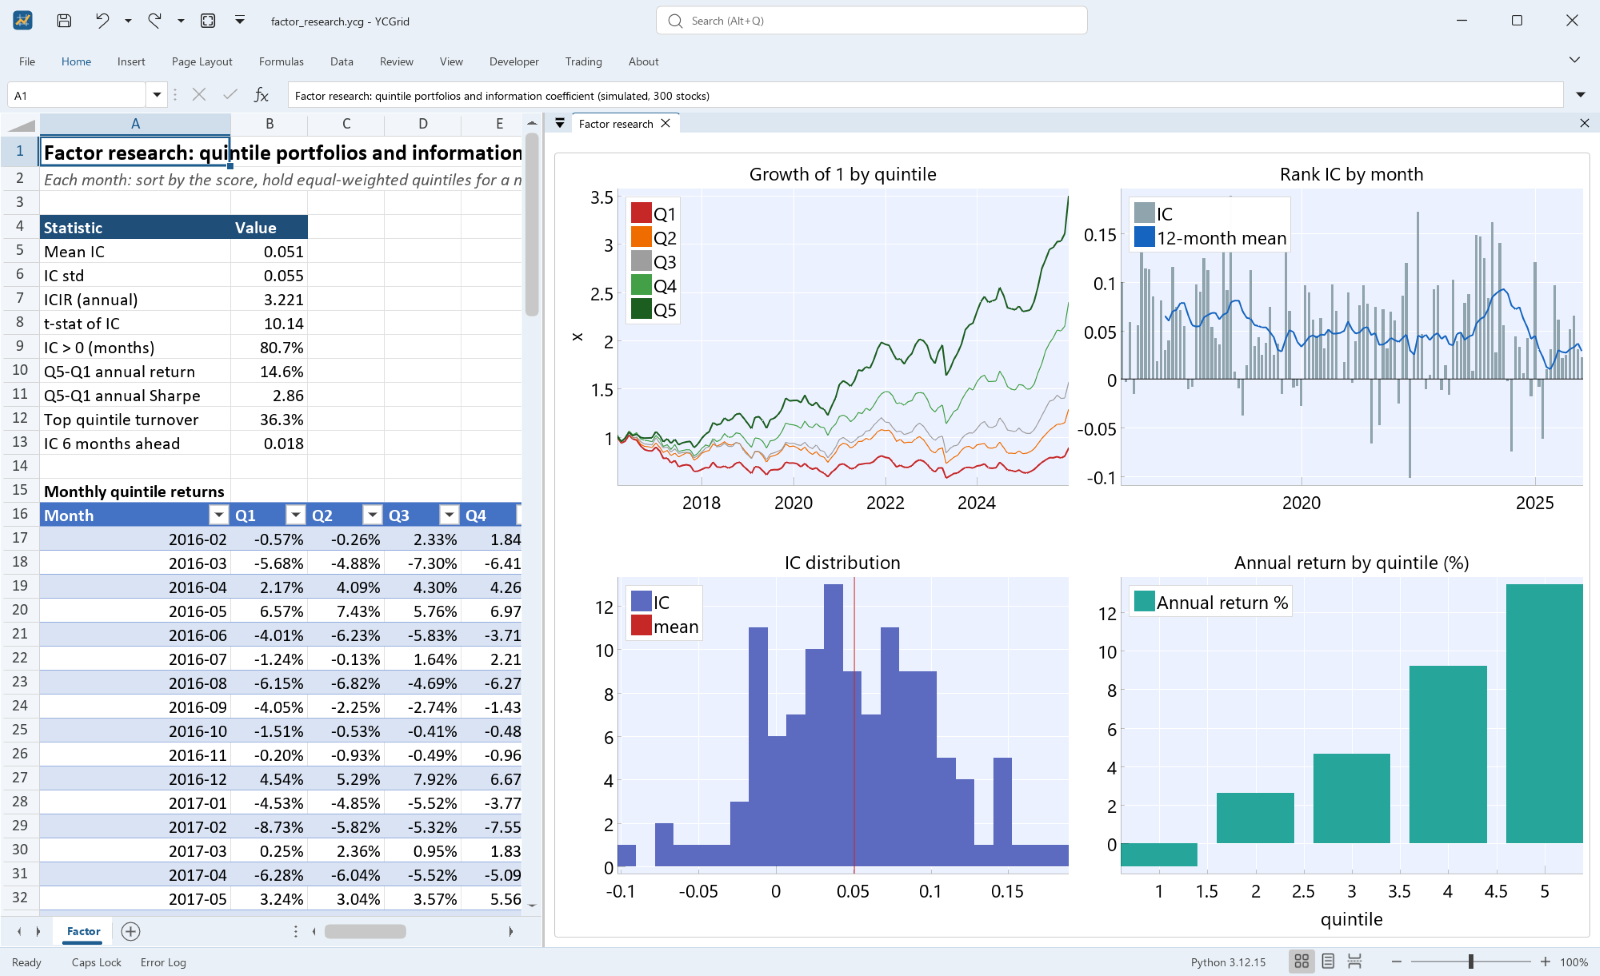 factor_research.ycg - YCGrid
Search (Alt+Q)
File Home Insert Page Layout Formulas Data Review View Developer Trading About
A1
fx
Factor research: quintile portfolios and information coefficient (simulated, 300 stocks)
A B C D E
1 Factor research: quintile portfolios and information
2 Each month: sort by the score, hold equal-weighted quintiles for a
3
4 Statistic Value
5 Mean IC 0.051
6 IC std 0.055
7 ICIR (annual) 3.221
8 t-stat of IC 10.14
9 IC > 0 (months) 80.7%
10 Q5-Q1 annual return 14.6%
11 Q5-Q1 annual Sharpe 2.86
12 Top quintile turnover 36.3%
13 IC 6 months ahead 0.018
14
15 Monthly quintile returns
16 Month Q1 Q2 Q3 Q4
17 2016-02 -0.57% -0.26% 2.33% 1.84
18 2016-03 -5.68% -4.88% -7.30% -6.41
19 2016-04 2.17% 4.09% 4.30% 4.26
20 2016-05 6.57% 7.43% 5.76% 6.97
21 2016-06 -4.01% -6.23% -5.83% -3.71
22 2016-07 -1.24% -0.13% 1.64% 2.21
23 2016-08 -6.15% -6.82% -4.69% -6.27
24 2016-09 -4.05% -2.25% -2.74% -1.43
25 2016-10 -1.51% -0.53% -0.41% -0.48
26 2016-11 -0.20% -0.93% -0.49% -0.96
27 2016-12 4.54% 5.29% 7.92% 6.67
28 2017-01 -4.53% -4.85% -5.52% -3.77
29 2017-02 -8.73% -5.82% -5.32% -7.55
30 2017-03 0.25% 2.36% 0.95% 1.83
31 2017-04 -6.28% -6.04% -5.52% -5.09
32 2017-05 3.24% 3.04% 3.57% 5.56
Factor
Factor research
Growth of 1 by quintile
3.5
3
2.5
2
1.5
1
x
Q1
Q2
Q3
Q4
Q5
2018 2020 2022 2024
Rank IC by month
IC
12-month mean
0.15
0.1
0.05
0
-0.05
-0.1
2020 2025
IC distribution
IC
mean
12
10
8
6
4
2
0
-0.1 -0.05 0 0.05 0.1 0.15
Annual return by quintile (%)
Annual return %
12
10
8
6
4
2
0
1 1.5 2 2.5 3 3.5 4 4.5 5
quintile
Ready Caps Lock Error Log
Python 3.12.15
100%